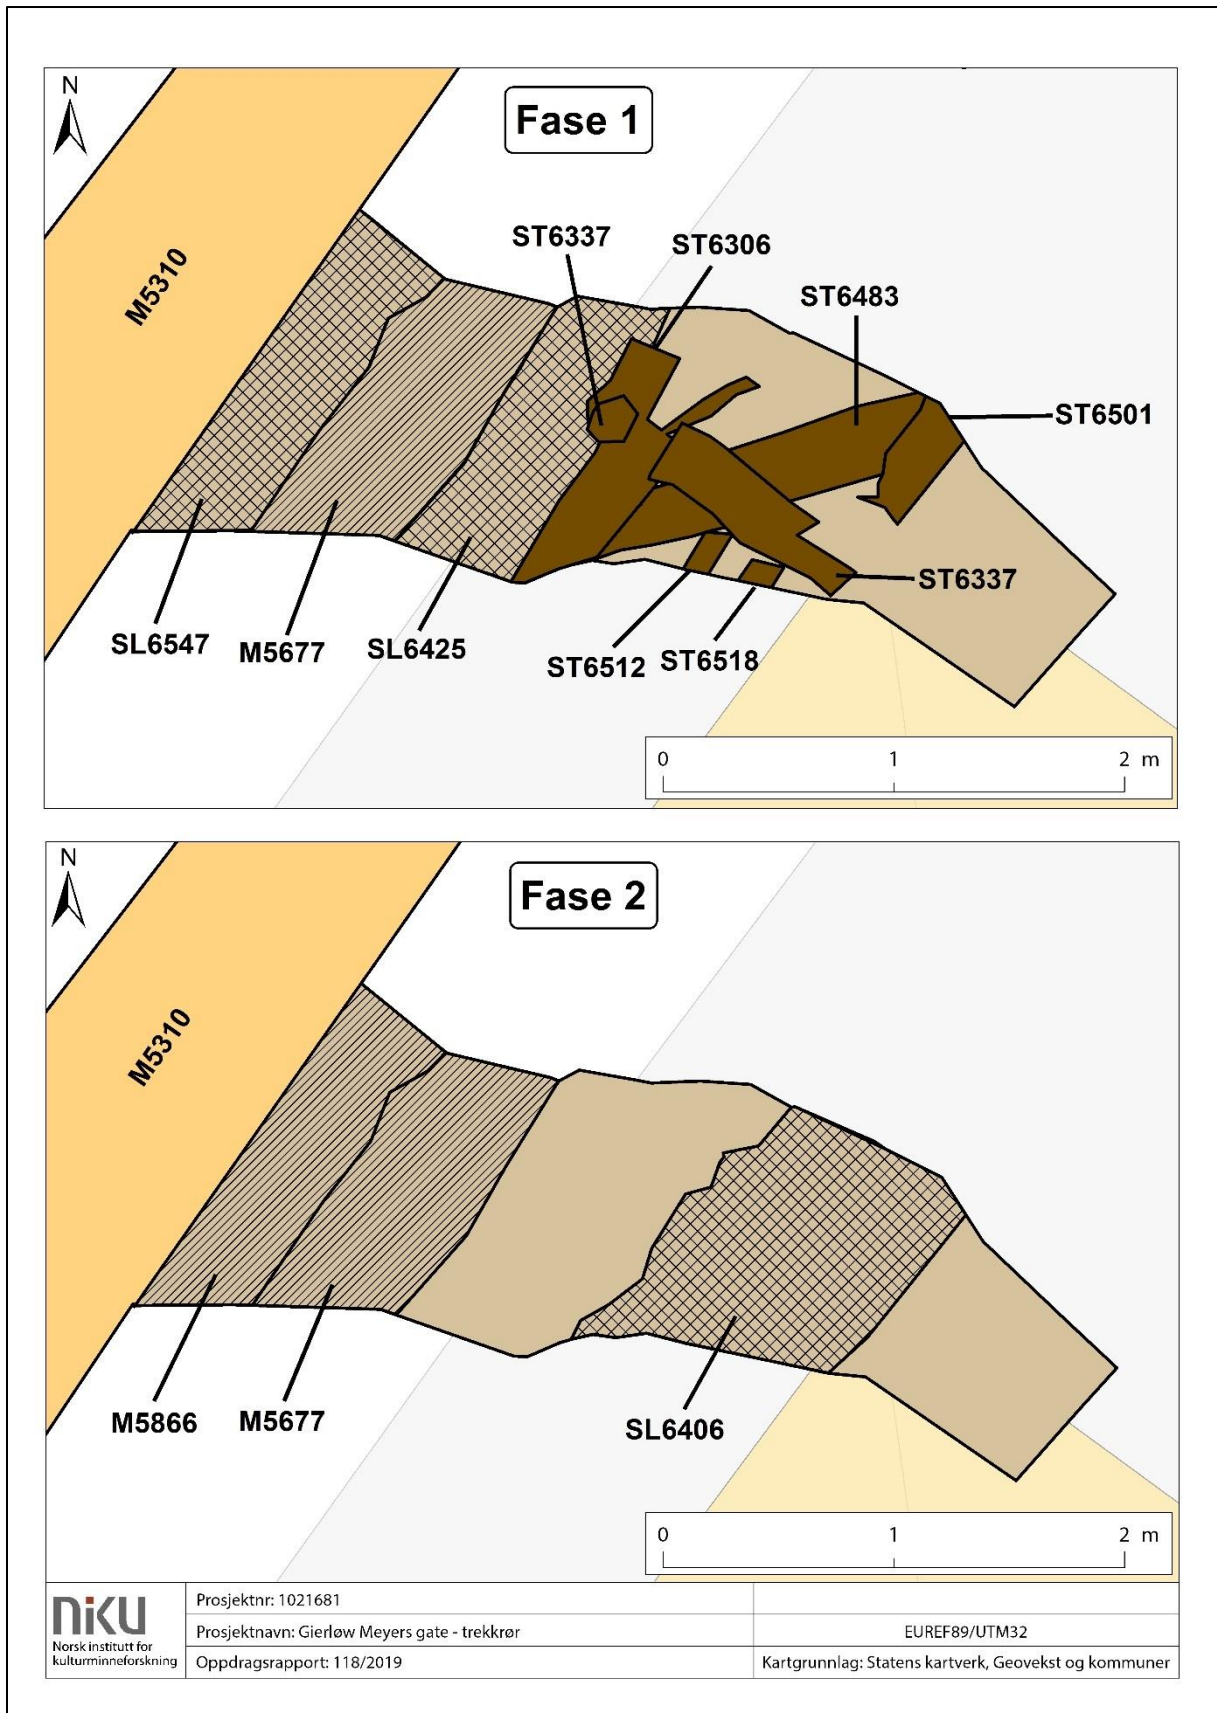 N
Fase 1
ST6337
ST6306
M5310
ST6483
ST6501
ST6337
SL6547
M5677
SL6425
ST6512
ST6518
0 1 2 m
N
Fase 2
M5310
M5866
M5677
SL6406
0 1 2 m
niKU
Norsk institutt for
kulturminneforskning
Prosjektnr: 1021681
Prosjektnavn: Gierløw Meyers gate - trekkrør
EUREF89/UTM32
Oppdragsrapport: 118/2019
Kartgrunnlag: Statens kartverk, Geovekst og kommuner